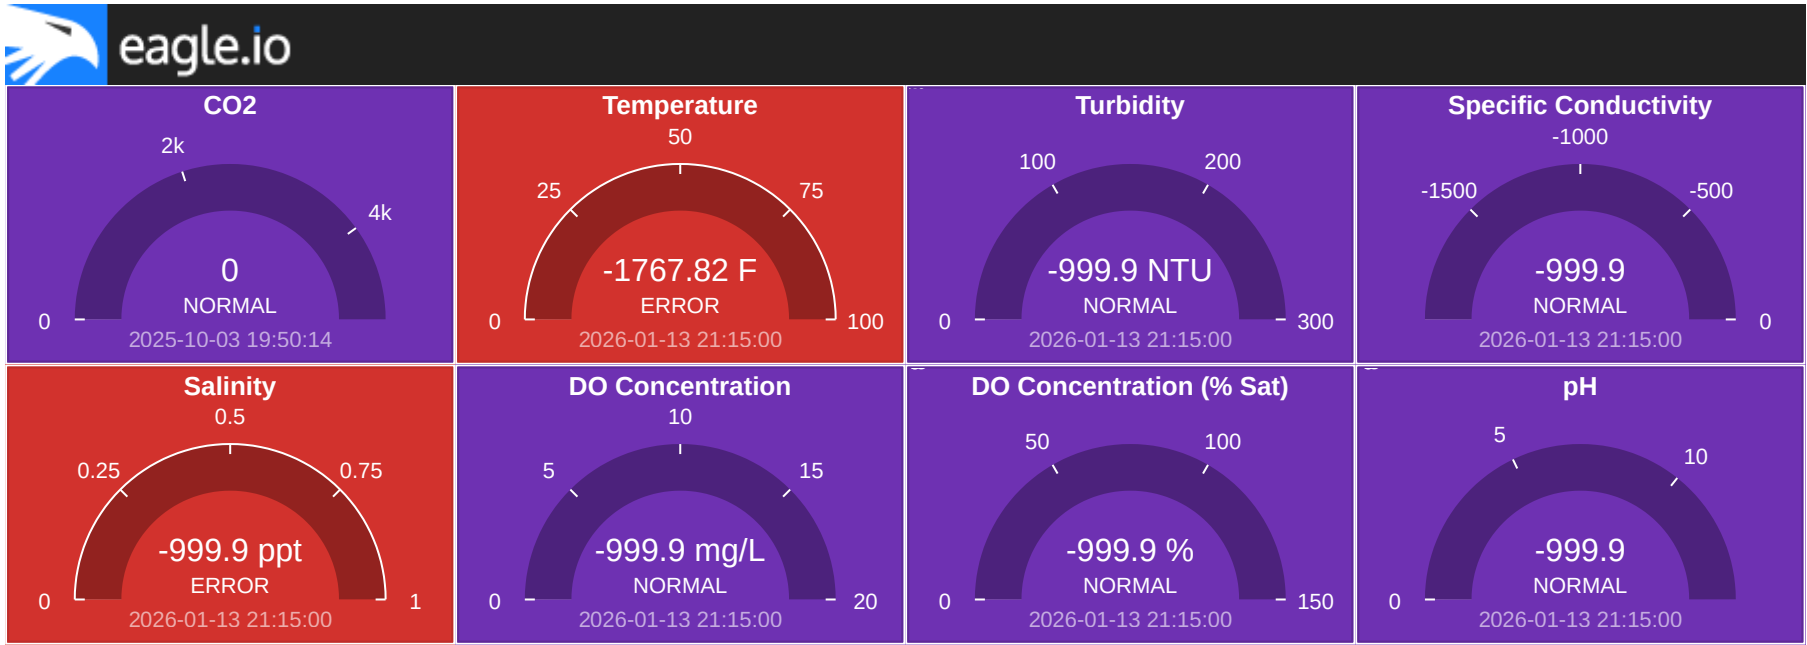 eagle.io
CO2
2k
4k
0
NORMAL
0
2025-10-03 19:50:14
Temperature
50
25
75
-1767.82 F
ERROR
0
100
2026-01-13 21:15:00
Turbidity
100
200
-999.9 NTU
NORMAL
0
300
2026-01-13 21:15:00
Specific Conductivity
-1000
-1500
-500
-999.9
NORMAL
0
2026-01-13 21:15:00
Salinity
0.5
0.25
0.75
-999.9 ppt
ERROR
0
1
2026-01-13 21:15:00
DO Concentration
10
5
15
-999.9 mg/L
NORMAL
0
20
2026-01-13 21:15:00
DO Concentration (% Sat)
50
100
-999.9 %
NORMAL
0
150
2026-01-13 21:15:00
pH
5
10
-999.9
NORMAL
0
2026-01-13 21:15:00